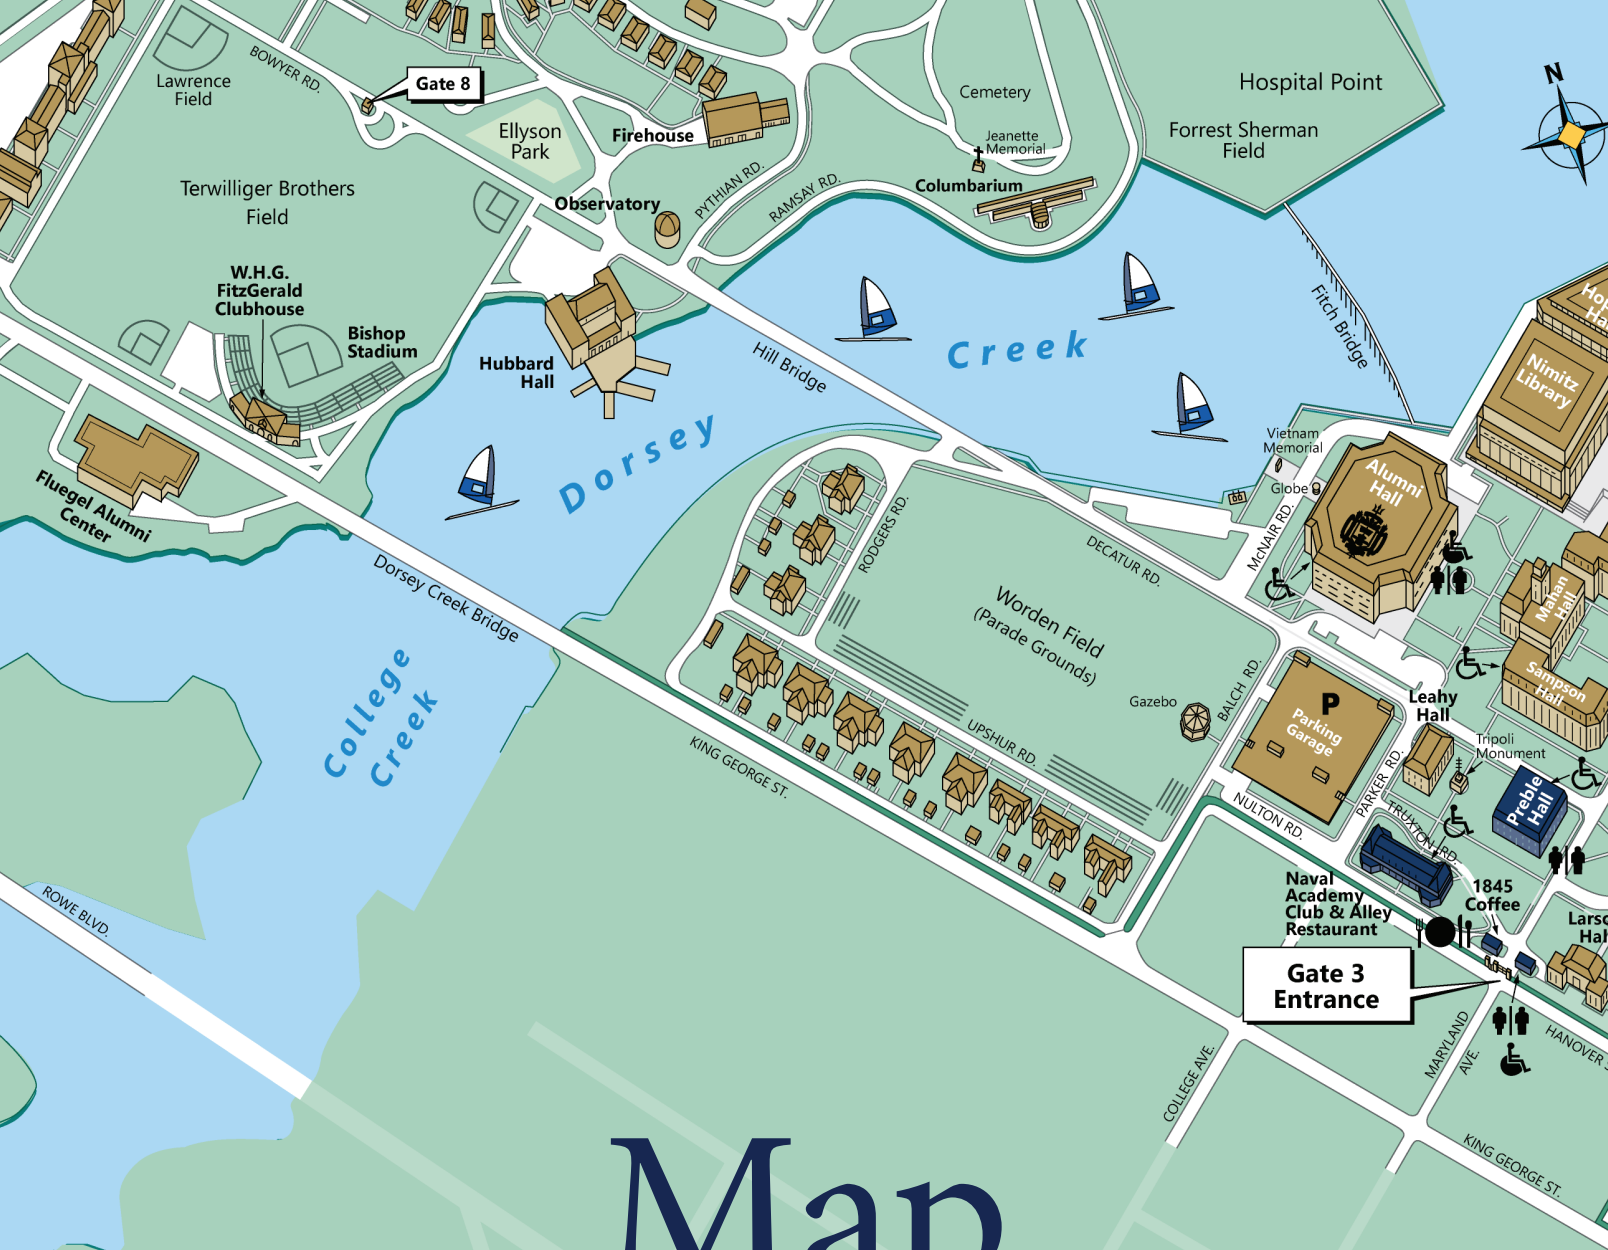 Lawrence
Field
BOWYER RD.
Gate 8
Ellyson
Park
Firehouse
Cemetery
Jeanette
Memorial
Columbarium
Hospital Point
Forrest Sherman
Field
N
Terwilliger Brothers
Field
Observatory
PYTHIAN RD.
RAMSAY RD.
W.H.G.
FitzGerald
Clubhouse
Bishop
Stadium
Hubbard
Hall
Hill Bridge
Creek
Dorsey
Fitch Bridge
Nimitz
Library
Vietnam
Memorial
Globe
Alumni
Hall
McNAIR RD.
Fluegel Alumni
Center
Dorsey Creek Bridge
RODGERS RD.
DECATUR RD.
Worden Field
(Parade Grounds)
Mahan
Hall
Sampson
Hall
College
Creek
Gazebo
BALCH RD.
P
Parking
Garage
Leahy
Hall
Tripoli
Monument
UPSHUR RD.
KING GEORGE ST.
NULTON RD.
PARKER RD.
TRUXTON RD.
Preble
Hall
Naval
Academy
Club & Alley
Restaurant
1845
Coffee
ROWE BLVD.
Gate 3
Entrance
MARYLAND
AVE.
HANOVER
COLLEGE AVE.
KING GEORGE ST.
Map